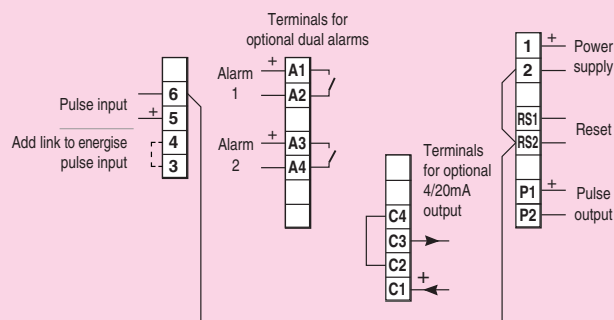 Terminals for
optional dual alarms
Pulse input
6
+ 5
Add link to energise
pulse input
4
3
Alarm
1
+ A1
A2
Alarm
2
+ A3
A4
Terminals
for optional
4/20mA
output
C4
C3
C2
C1 +
1 + Power
2 supply
RS1
RS2
Reset
P1 + Pulse
P2 output